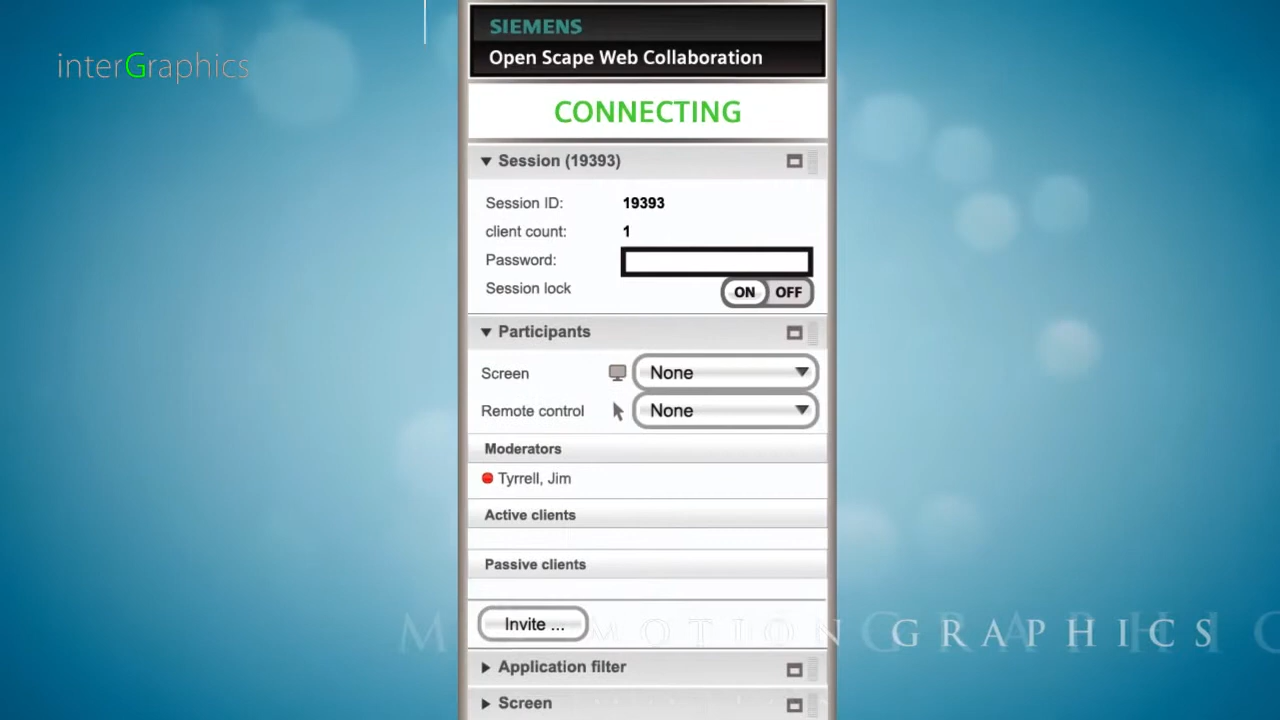 interGraphics
SIEMENS
Open Scape Web Collaboration
CONNECTING
Session (19393)
Session ID: 19393
client count: 1
Password:
Session lock ON OFF
Participants
Screen None
Remote control None
Moderators
Tyrrell, Jim
Active clients
Passive clients
Invite ...
MOTION GRAPHICS
Application filter
Screen